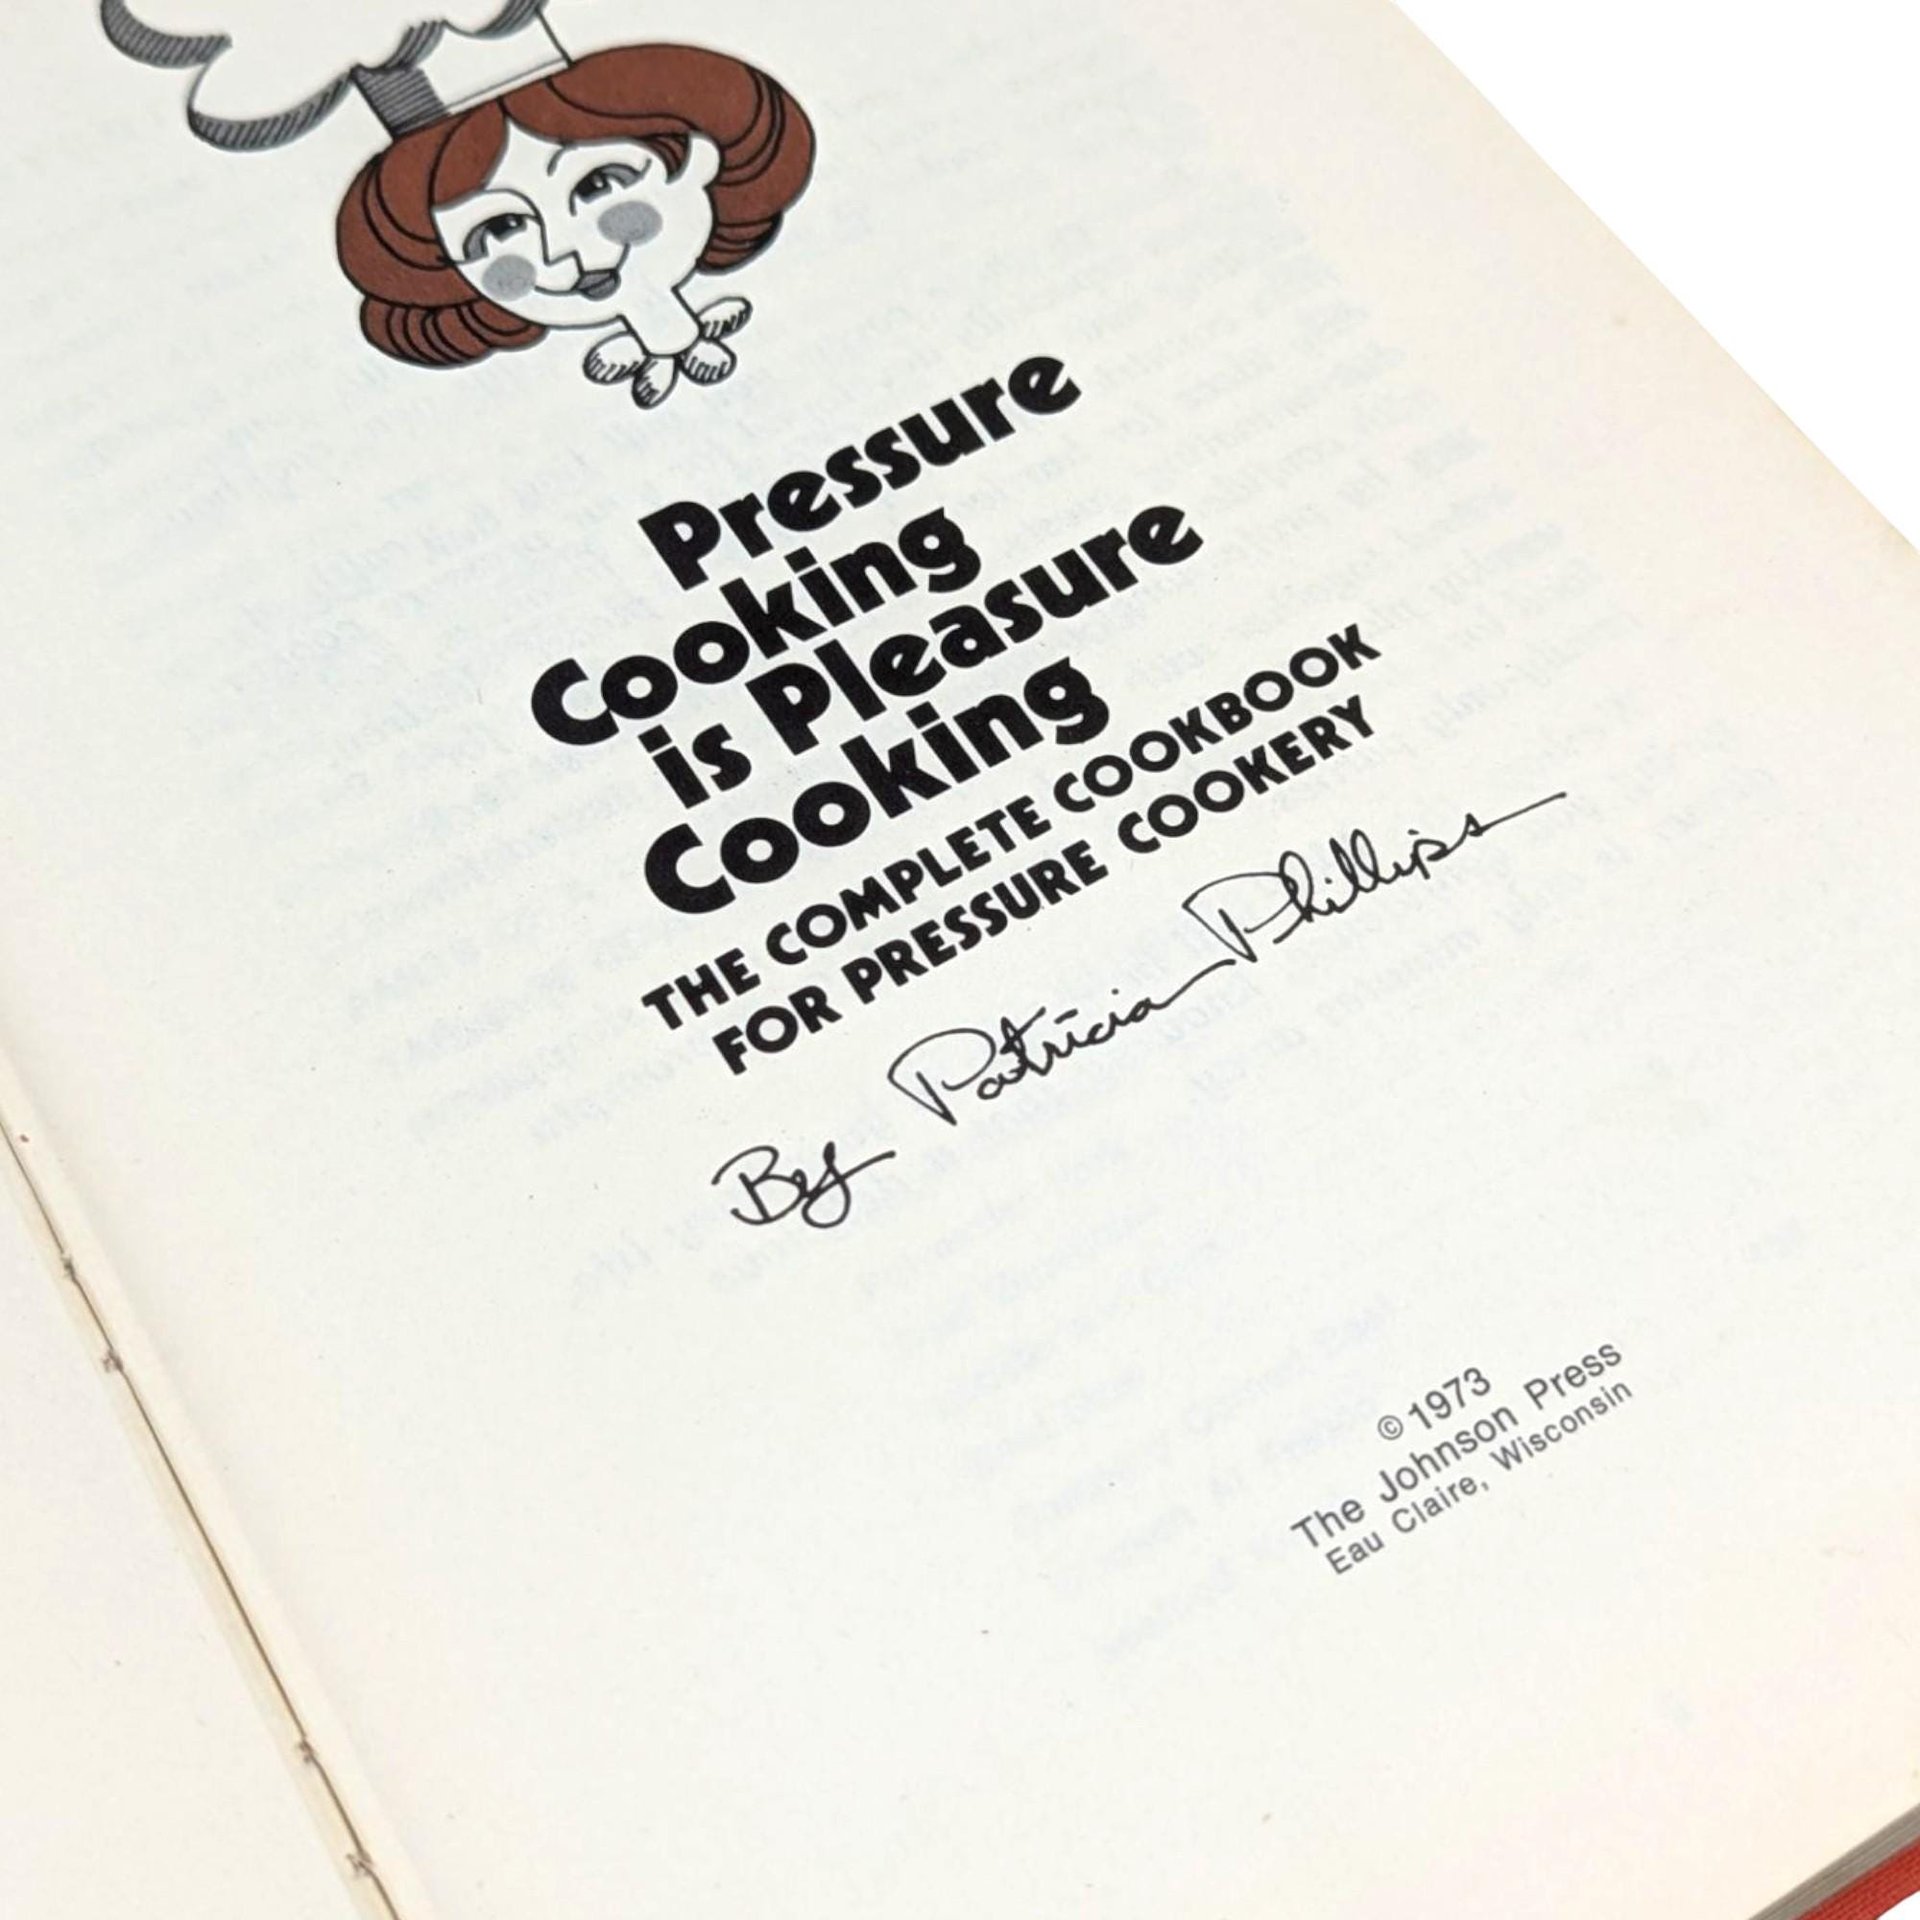 Pressure
Cooking
is Pleasure
Cooking
THE COMPLETE COOKBOOK
FOR PRESSURE COOKERY
By Patricia Phillips
© 1973
The Johnson Press
Eau Claire, Wisconsin